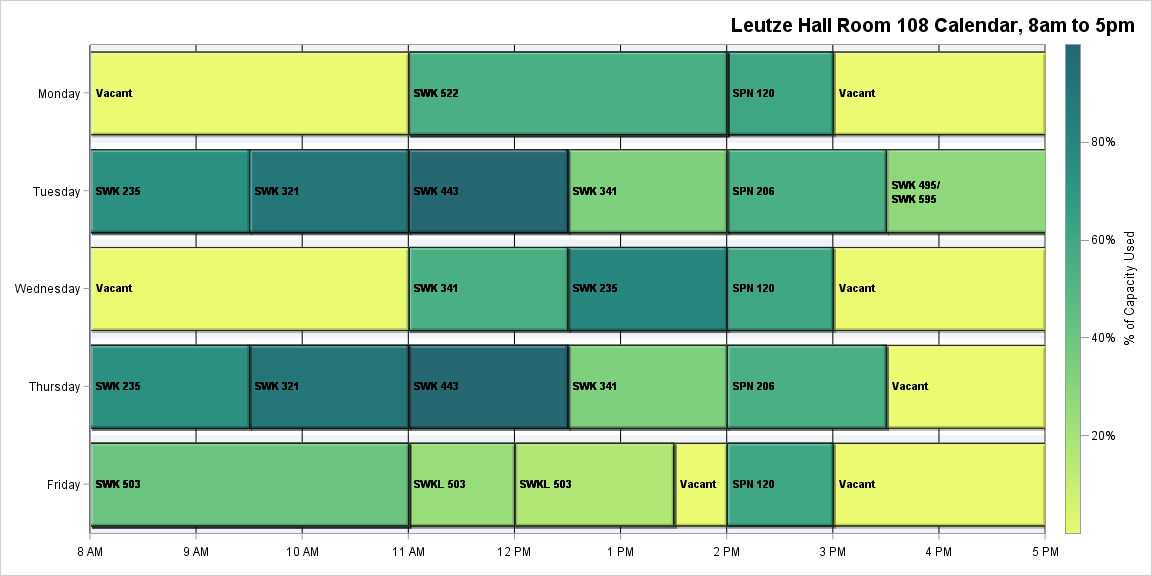 Leutze Hall Room 108 Calendar, 8am to 5pm
Monday
Vacant
SWK 522
SPN 120
Vacant
Tuesday
SWK 235
SWK 321
SWK 443
SWK 341
SPN 206
SWK 495/
SWK 595
Wednesday
Vacant
SWK 341
SWK 235
SPN 120
Vacant
Thursday
SWK 235
SWK 321
SWK 443
SWK 341
SPN 206
Vacant
Friday
SWK 503
SWKL 503
SWKL 503
Vacant
SPN 120
Vacant
8 AM
9 AM
10 AM
11 AM
12 PM
1 PM
2 PM
3 PM
4 PM
5 PM
80%
60%
40%
20%
% of Capacity Used